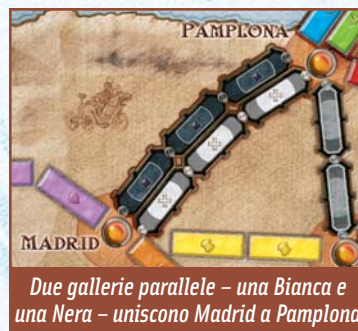 PAMPLONA
MADRID
Due gallerie parallele – una Bianca e
una Nera – uniscono Madrid a Pamplona